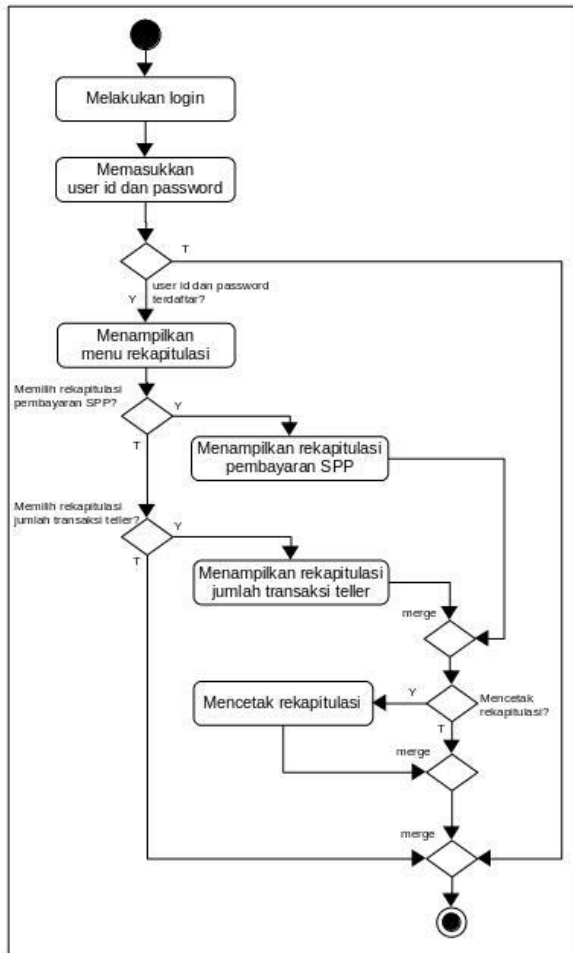 Melakukan login
Memasukkan
user id dan password
T
user id dan password
terdaftar?
Y
Menampilkan
menu rekapitulasi
Memilih rekapitulasi
pembayaran SPP?
Y
T
Menampilkan rekapitulasi
pembayaran SPP
Memilih rekapitulasi
jumlah transaksi teller?
Y
T
Menampilkan rekapitulasi
jumlah transaksi teller
merge
Mencetak rekapitulasi
Y
Mencetak
rekapitulasi?
T
merge
merge